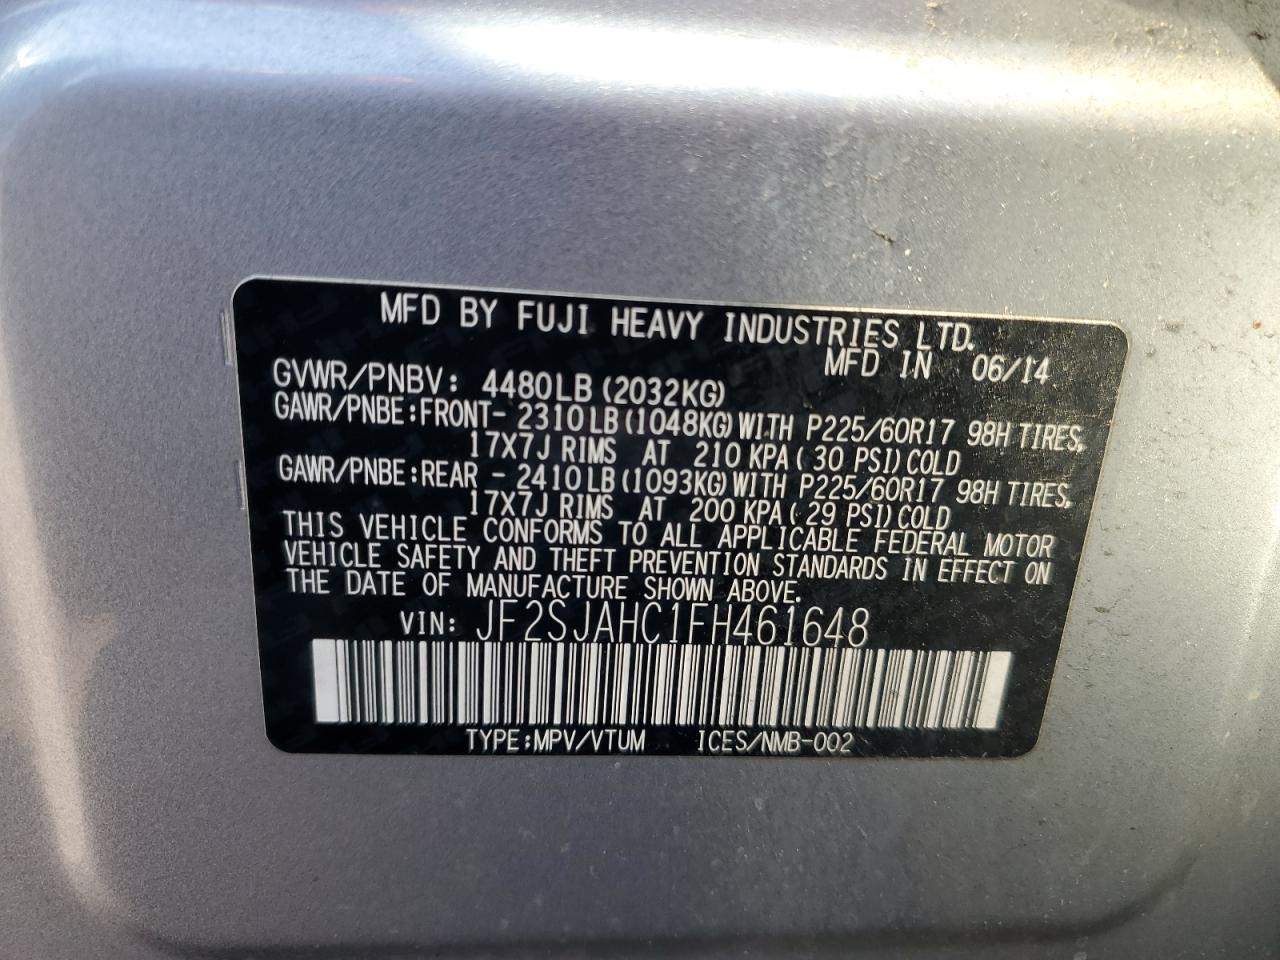 MFD BY FUJI HEAVY INDUSTRIES LTD.
MFD IN 06/14
GVWR/PNBV: 4480LB (2032KG)
GAWR/PNBE:FRONT- 2310LB(1048KG)WITH P225/60R17 98H TIRES,
17X7J RIMS AT 210 KPA( 30 PSI)COLD
GAWR/PNBE:REAR - 2410LB(1093KG)WITH P225/60R17 98H TIRES,
17X7J RIMS AT 200 KPA( 29 PSI)COLD
THIS VEHICLE CONFORMS TO ALL APPLICABLE FEDERAL MOTOR
VEHICLE SAFETY AND THEFT PREVENTION STANDARDS IN EFFECT ON
THE DATE OF MANUFACTURE SHOWN ABOVE.
VIN: JF2SJAHC1FH461648
TYPE:MPV/VTUM ICES/NMB-002